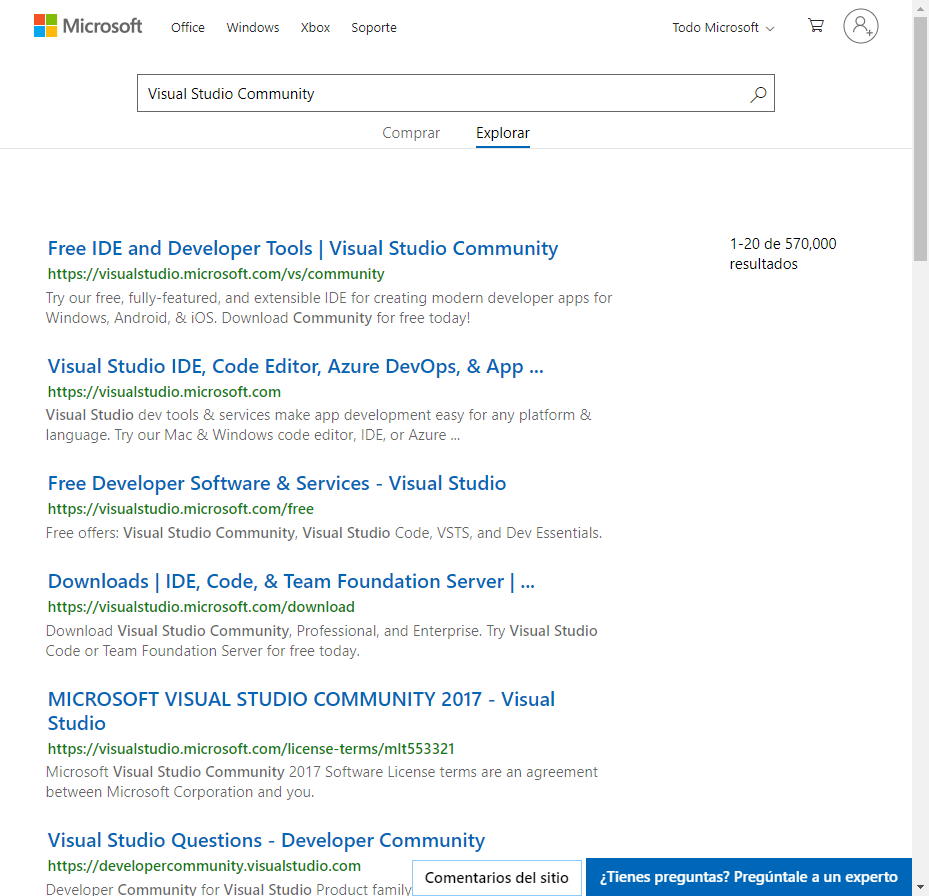 Microsoft Office Windows Xbox Soporte Todo Microsoft
Visual Studio Community
Comprar Explorar
1-20 de 570,000
resultados
Free IDE and Developer Tools | Visual Studio Community
https://visualstudio.microsoft.com/vs/community
Try our free, fully-featured, and extensible IDE for creating modern developer apps for
Windows, Android, & iOS. Download Community for free today!
Visual Studio IDE, Code Editor, Azure DevOps, & App ...
https://visualstudio.microsoft.com
Visual Studio dev tools & services make app development easy for any platform &
language. Try our Mac & Windows code editor, IDE, or Azure ...
Free Developer Software & Services - Visual Studio
https://visualstudio.microsoft.com/free
Free offers: Visual Studio Community, Visual Studio Code, VSTS, and Dev Essentials.
Downloads | IDE, Code, & Team Foundation Server | ...
https://visualstudio.microsoft.com/download
Download Visual Studio Community, Professional, and Enterprise. Try Visual Studio
Code or Team Foundation Server for free today.
MICROSOFT VISUAL STUDIO COMMUNITY 2017 - Visual
Studio
https://visualstudio.microsoft.com/license-terms/mlt553321
Microsoft Visual Studio Community 2017 Software License terms are an agreement
between Microsoft Corporation and you.
Visual Studio Questions - Developer Community
https://developercommunity.visualstudio.com
Developer Community for Visual Studio Product family
Comentarios del sitio
¿Tienes preguntas? Pregúntale a un experto